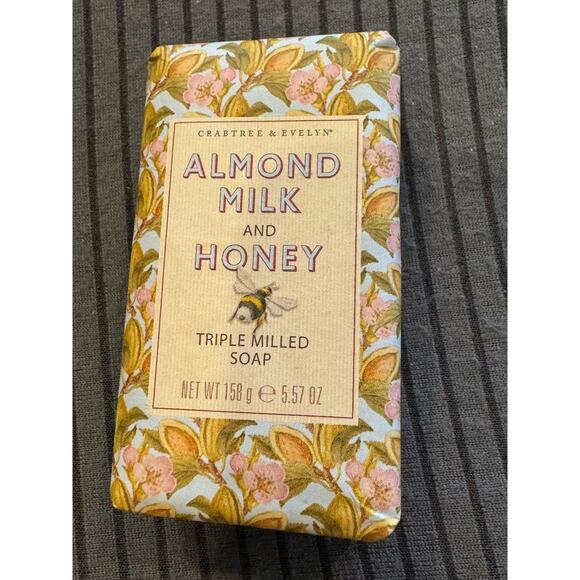 CRABTREE & EVELYN®
ALMOND
MILK
AND
HONEY
TRIPLE MILLED
SOAP
NET WT 158 g ℮ 5.57 OZ